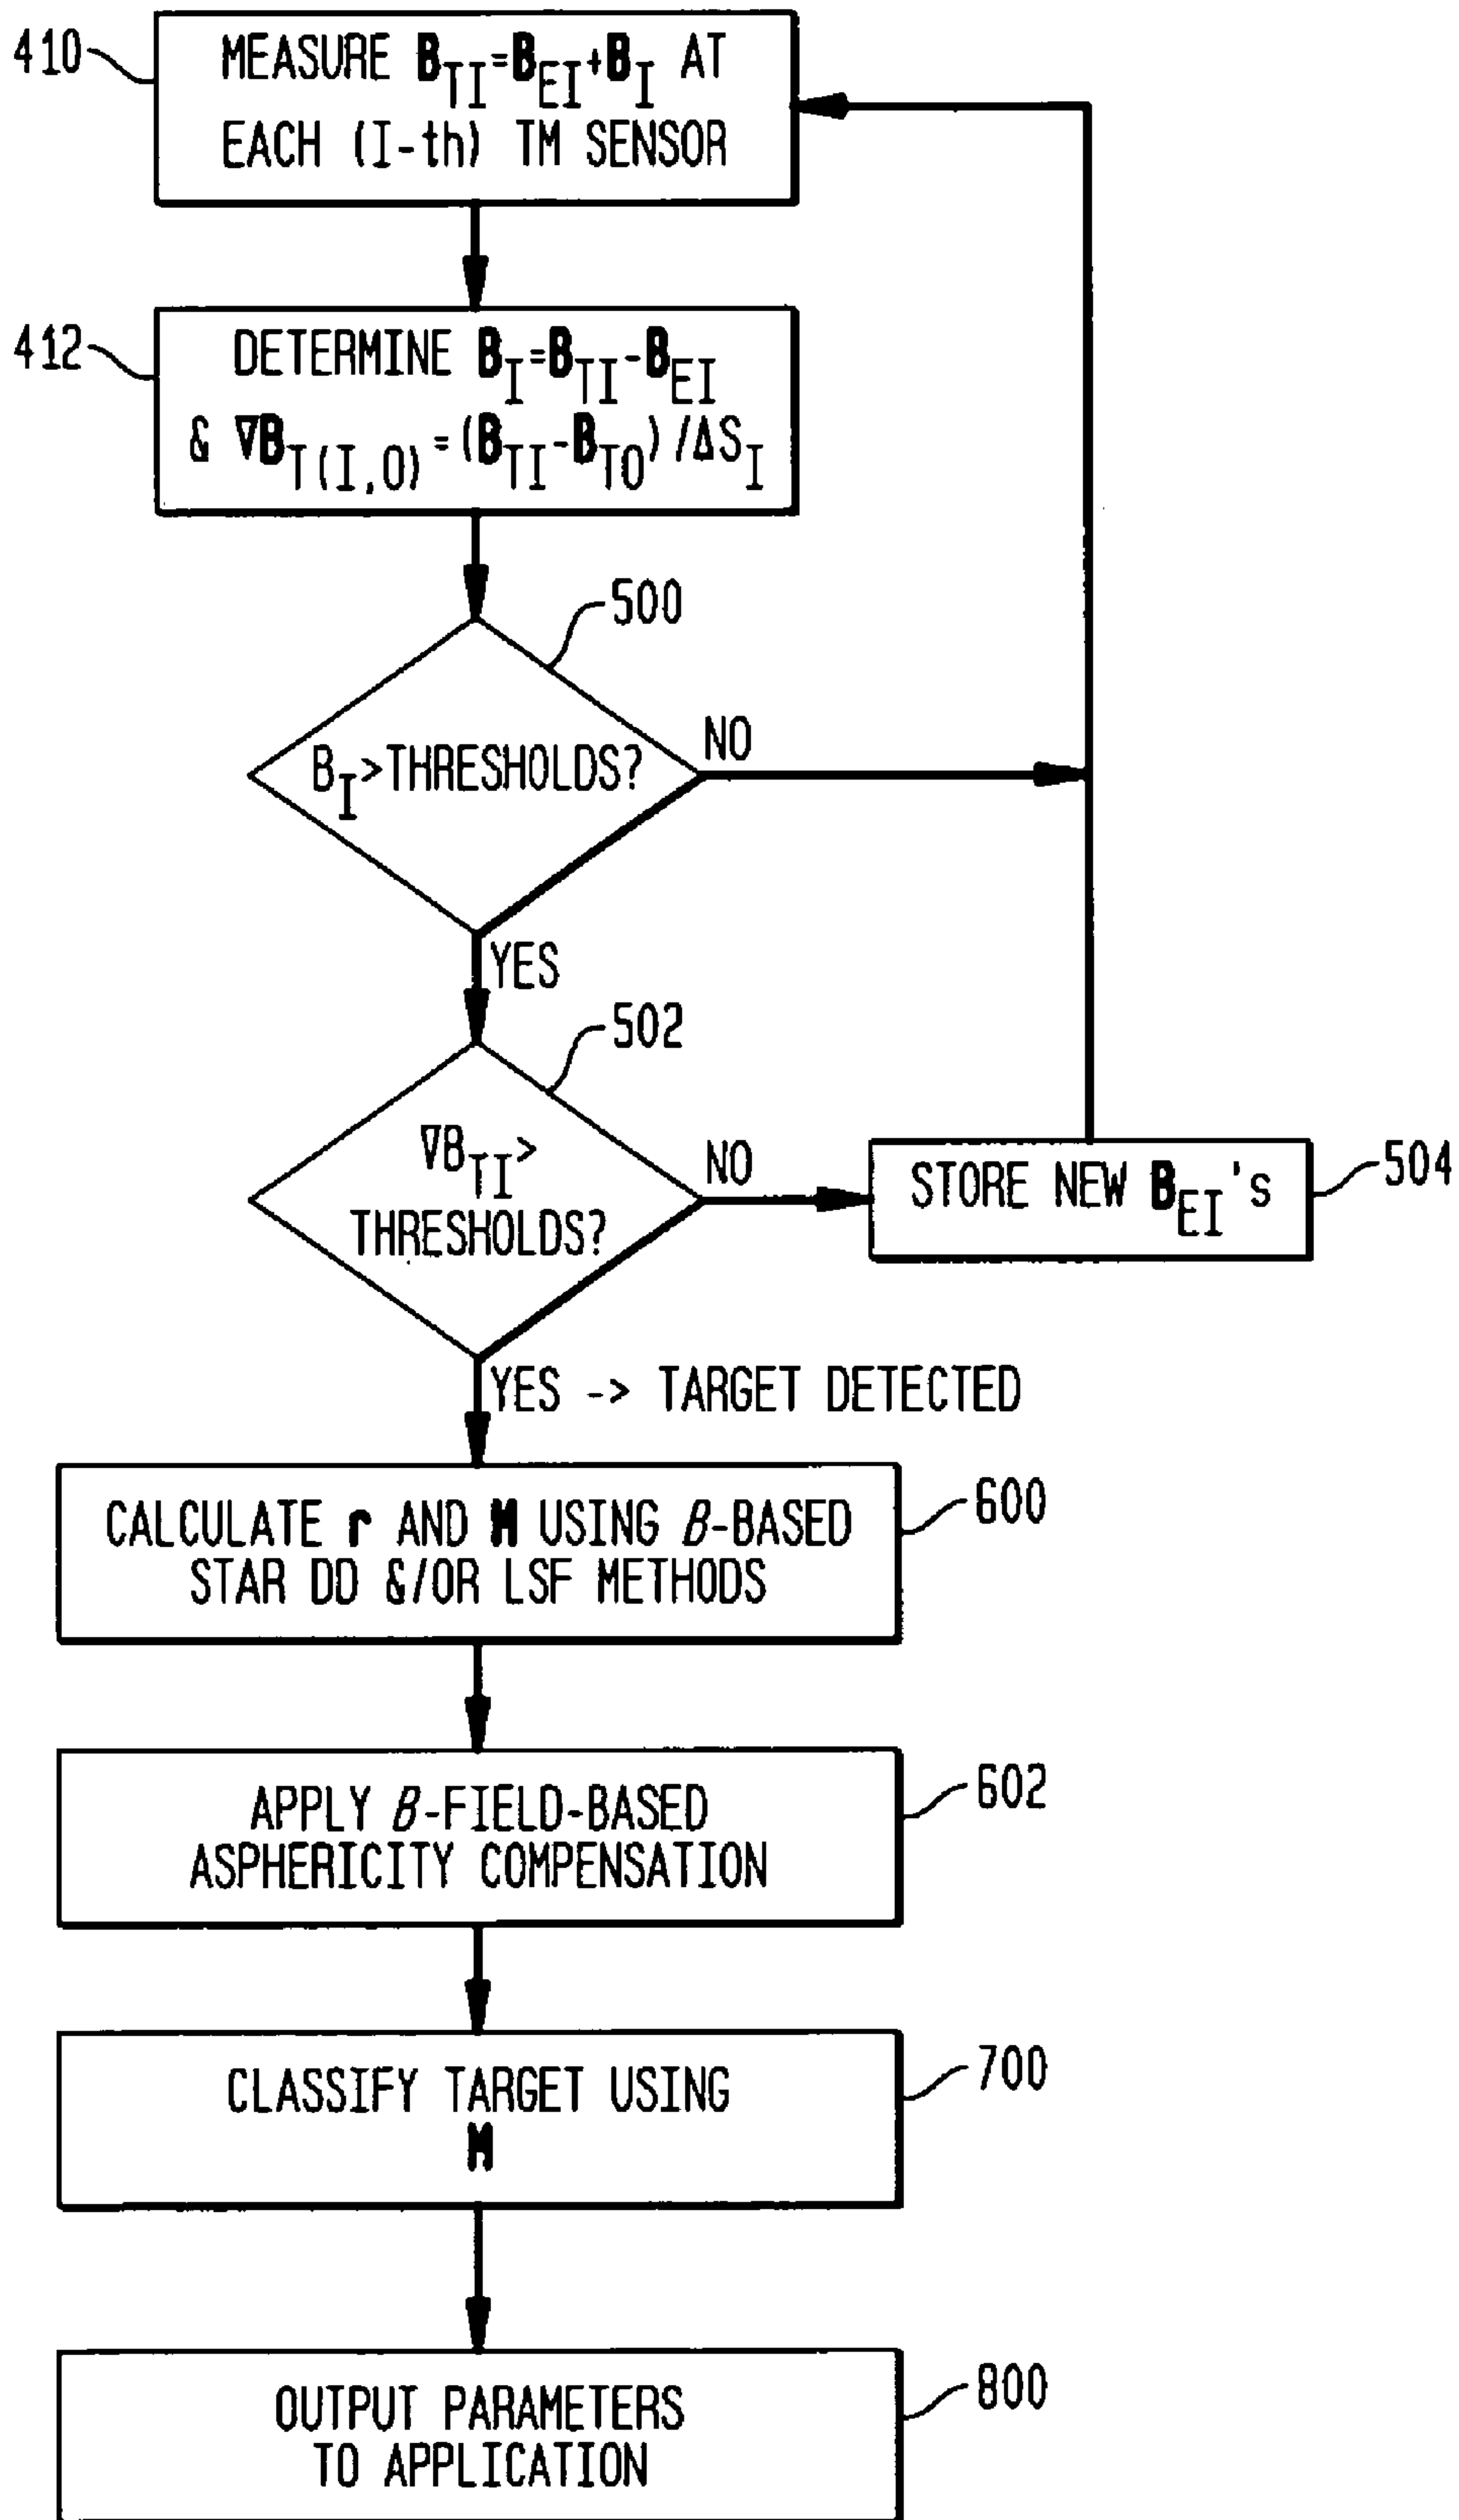 410
MEASURE B_TI=B_EI+B_I AT
EACH (I-th) TM SENSOR
412
DETERMINE B_I=B_TI-B_EI
& ∇B_T(I,0)=(B_TI-B_TO)/ΔS_I
500
B_I>THRESHOLDS?
NO
YES
502
∇B_TI>
THRESHOLDS?
NO
STORE NEW B_EI's
504
YES -> TARGET DETECTED
CALCULATE r AND M USING B-BASED
STAR DD &/OR LSF METHODS
600
APPLY B-FIELD-BASED
ASPHERICITY COMPENSATION
602
CLASSIFY TARGET USING
M
700
OUTPUT PARAMETERS
TO APPLICATION
800